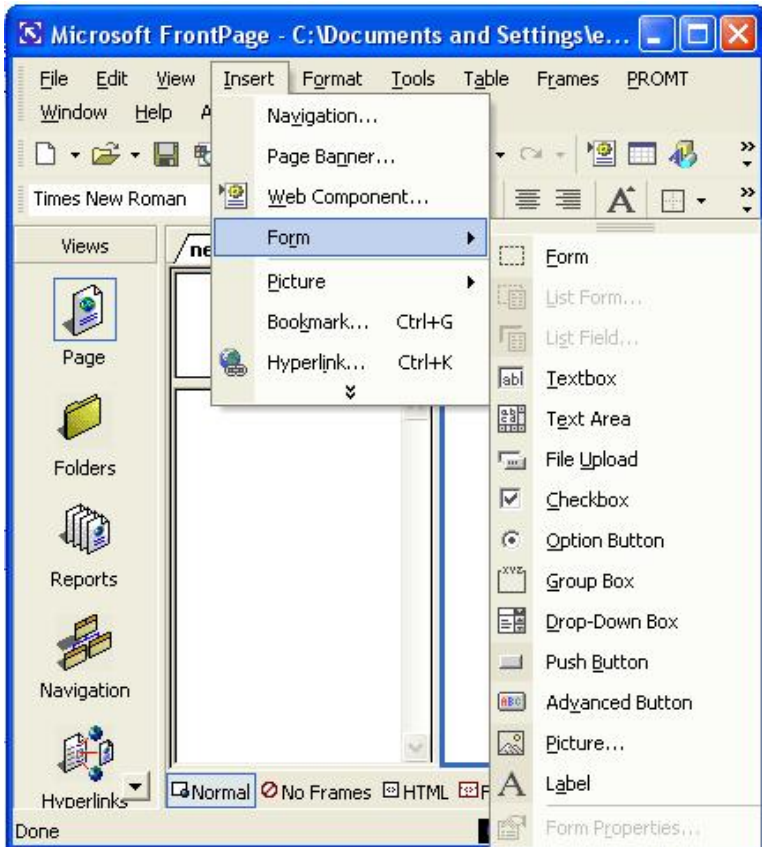 Microsoft FrontPage - C:\Documents and Settings\e...
File Edit View Insert Format Tools Table Frames PROMT
Window Help A
Times New Roman
Navigation...
Page Banner...
Web Component...
Form
Picture
Bookmark... Ctrl+G
Hyperlink... Ctrl+K
Form
List Form...
List Field...
Textbox
Text Area
File Upload
Checkbox
Option Button
Group Box
Drop-Down Box
Push Button
Advanced Button
Picture...
Label
Form Properties...
Views
Page
Folders
Reports
Navigation
Hyperlinks
ne
Normal No Frames HTML F
Done